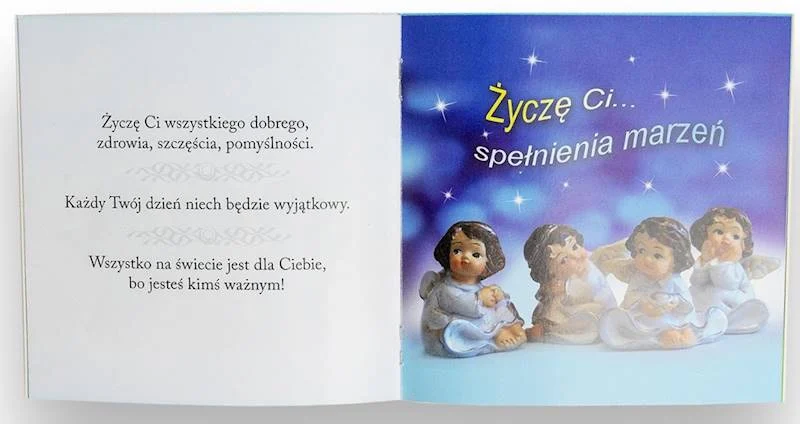 Życzę Ci wszystkiego dobrego,
zdrowia, szczęścia, pomyślności.
Każdy Twój dzień niech będzie wyjątkowy.
Wszystko na świecie jest dla Ciebie,
bo jesteś kimś ważnym!
Życzę Ci...
spełnienia marzeń